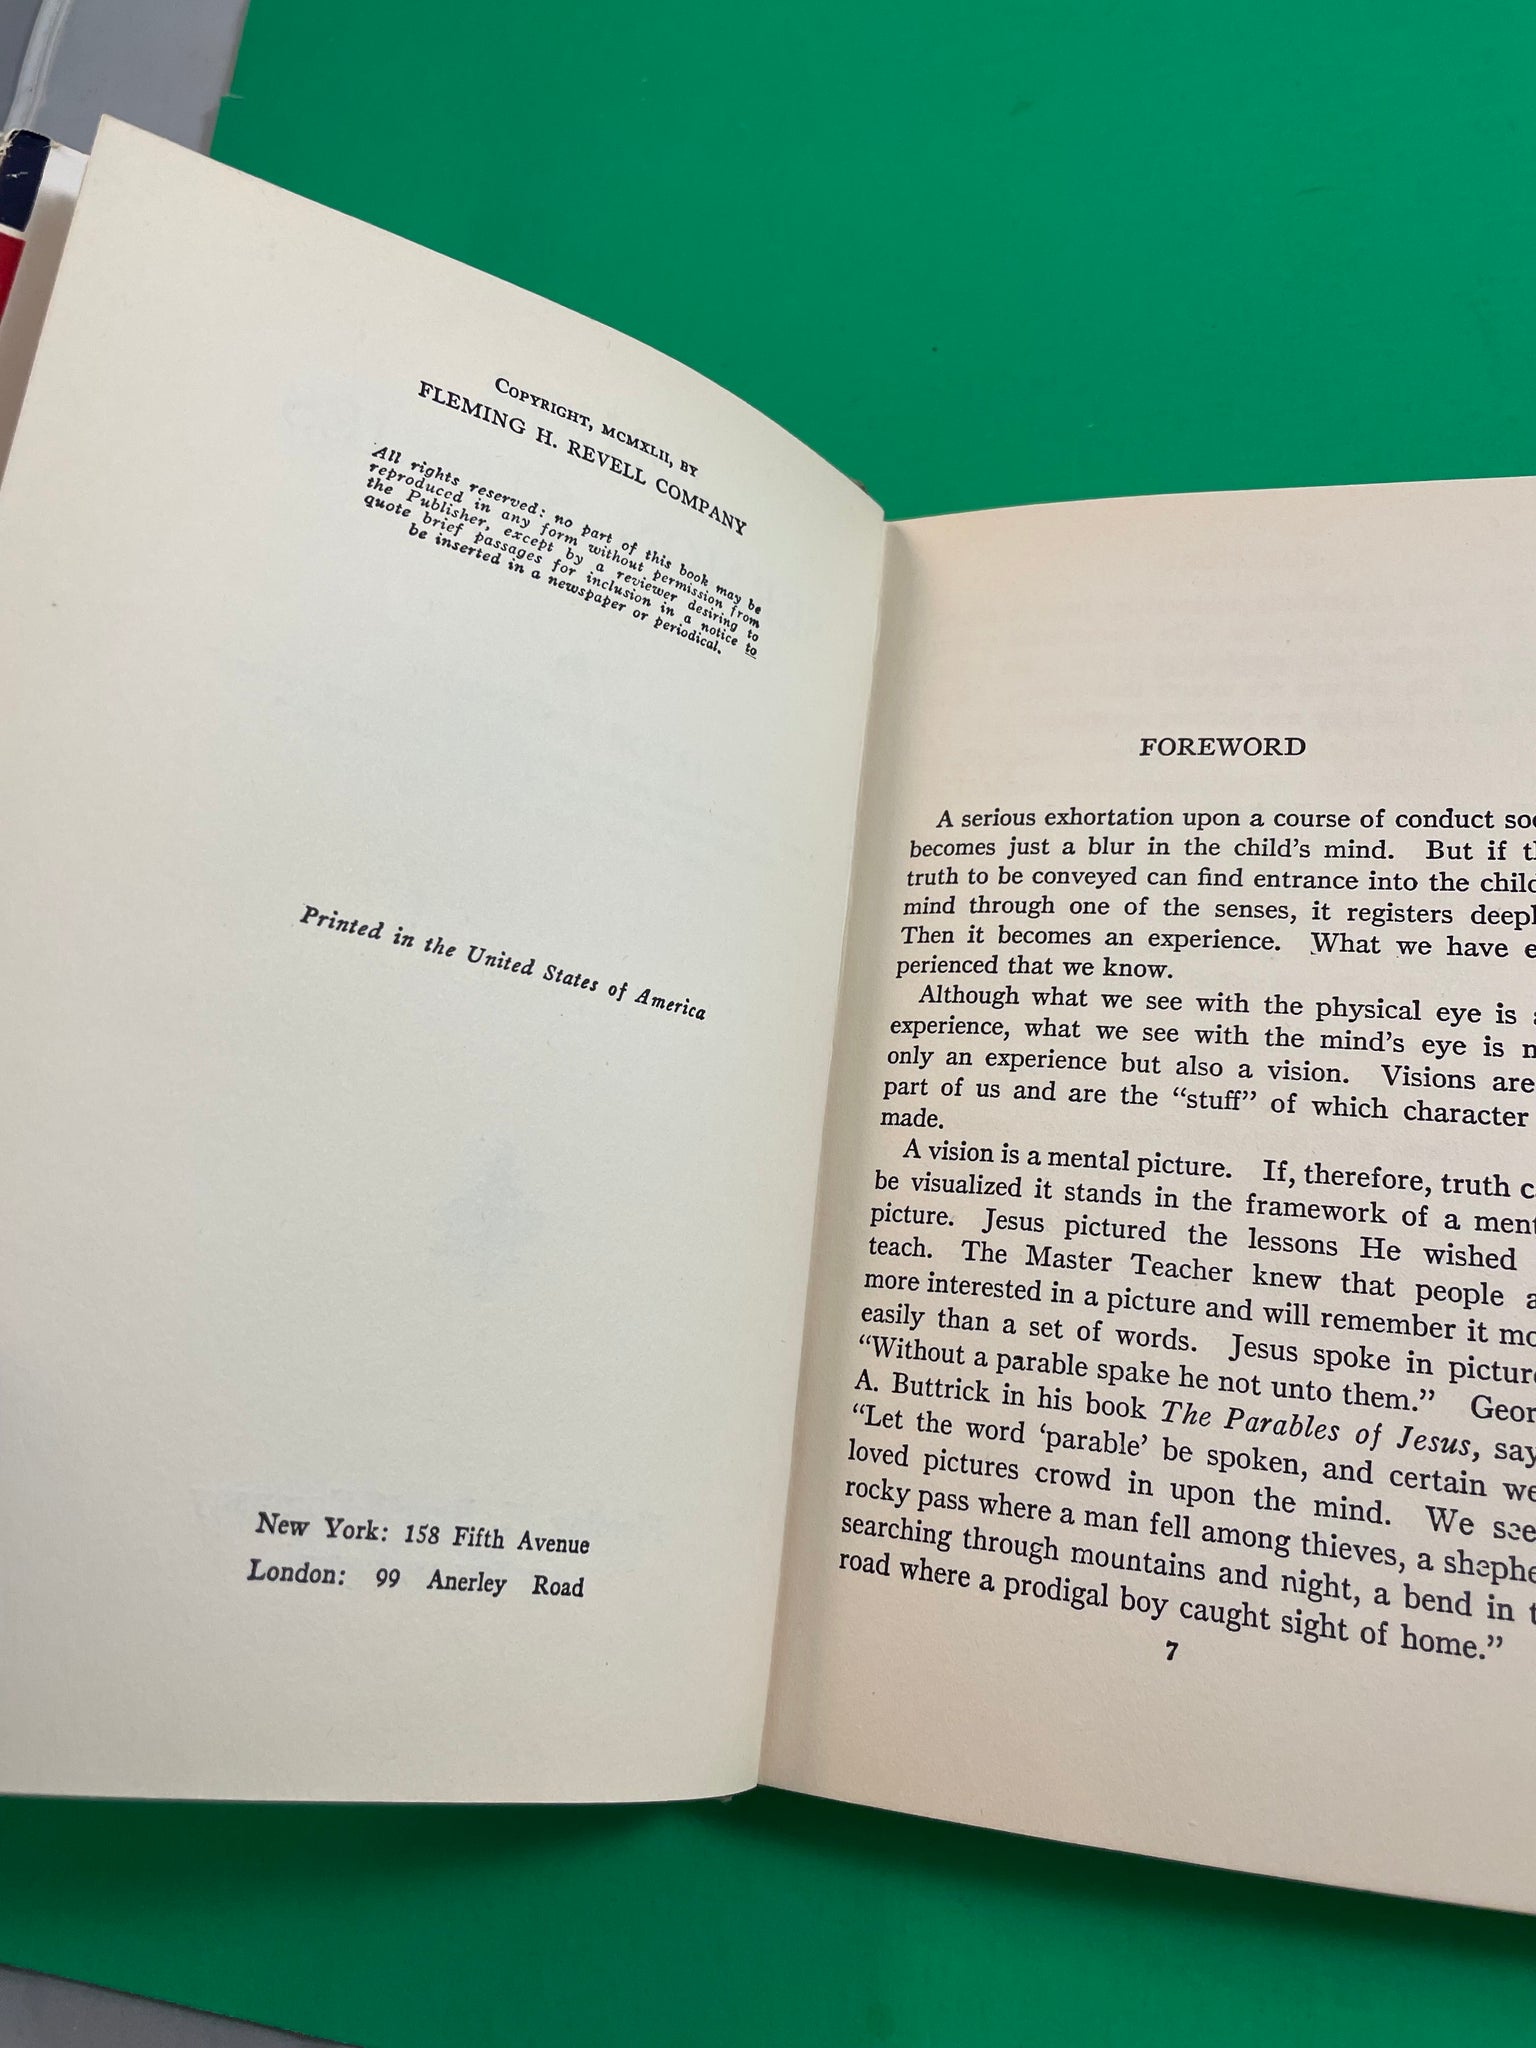 COPYRIGHT, MCMXLII, BY
FLEMING H. REVELL COMPANY
All rights reserved: no part of this book may be
reproduced in any form without permission from
the Publisher, except by a reviewer desiring to
quote brief passages for inclusion in a notice to
be inserted in a newspaper or periodical.
Printed in the United States of America
New York: 158 Fifth Avenue
London: 99 Anerley Road
FOREWORD
A serious exhortation upon a course of conduct
becomes just a blur in the child's mind. But if
truth to be conveyed can find entrance into the
mind through one of the senses, it registers
Then it becomes an experience. What we have
perienced that we know.
Although what we see with the physical eye is
experience, what we see with the mind's eye is
only an experience but also a vision. Visions are
part of us and are the "stuff" of which character
made.
A vision is a mental picture. If, therefore, truth
be visualized it stands in the framework of a
picture. Jesus pictured the lessons He wished
teach. The Master Teacher knew that people
more interested in a picture and will remember it
easily than a set of words. Jesus spoke in
"Without a parable spake he not unto them."
A. Buttrick in his book The Parables of Jesus,
"Let the word 'parable' be spoken, and certain
loved pictures crowd in upon the mind. We see
rocky pass where a man fell among thieves, a
searching through mountains and night, a bend in
road where a prodigal boy caught sight of home."
7